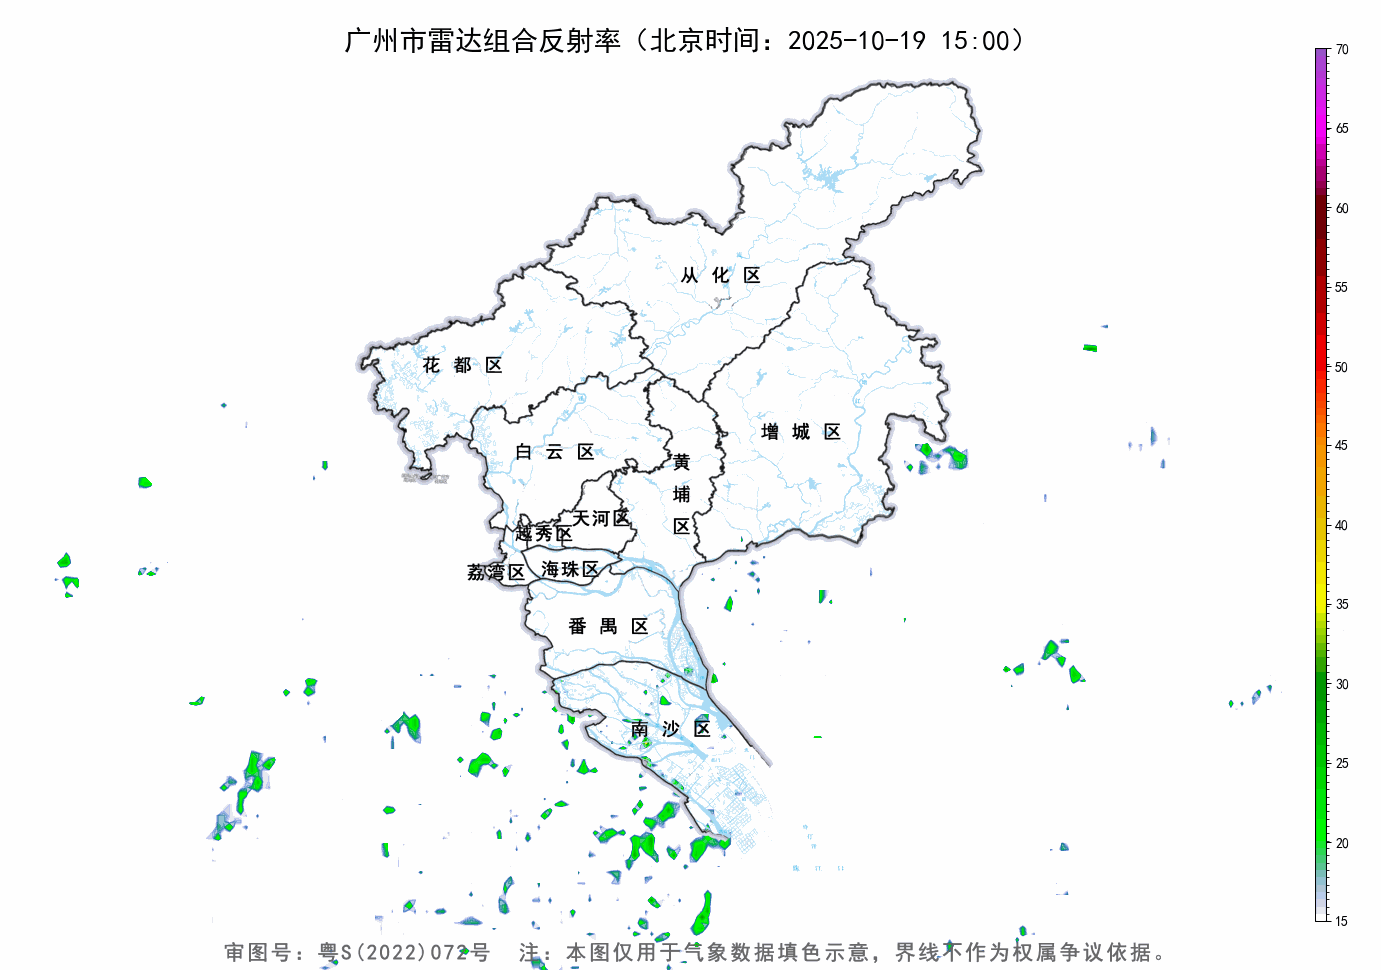 广州市雷达组合反射率（北京时间：2025-10-19 15:00）
70
65
60
55
50
45
40
35
30
25
20
15
从化区
花都区
增城区
白云区
黄埔区
天河区
越秀区
荔湾区
海珠区
番禺区
南沙区
审图号：粤S(2022)072号 注：本图仅用于气象数据填色示意，界线不作为权属争议依据。